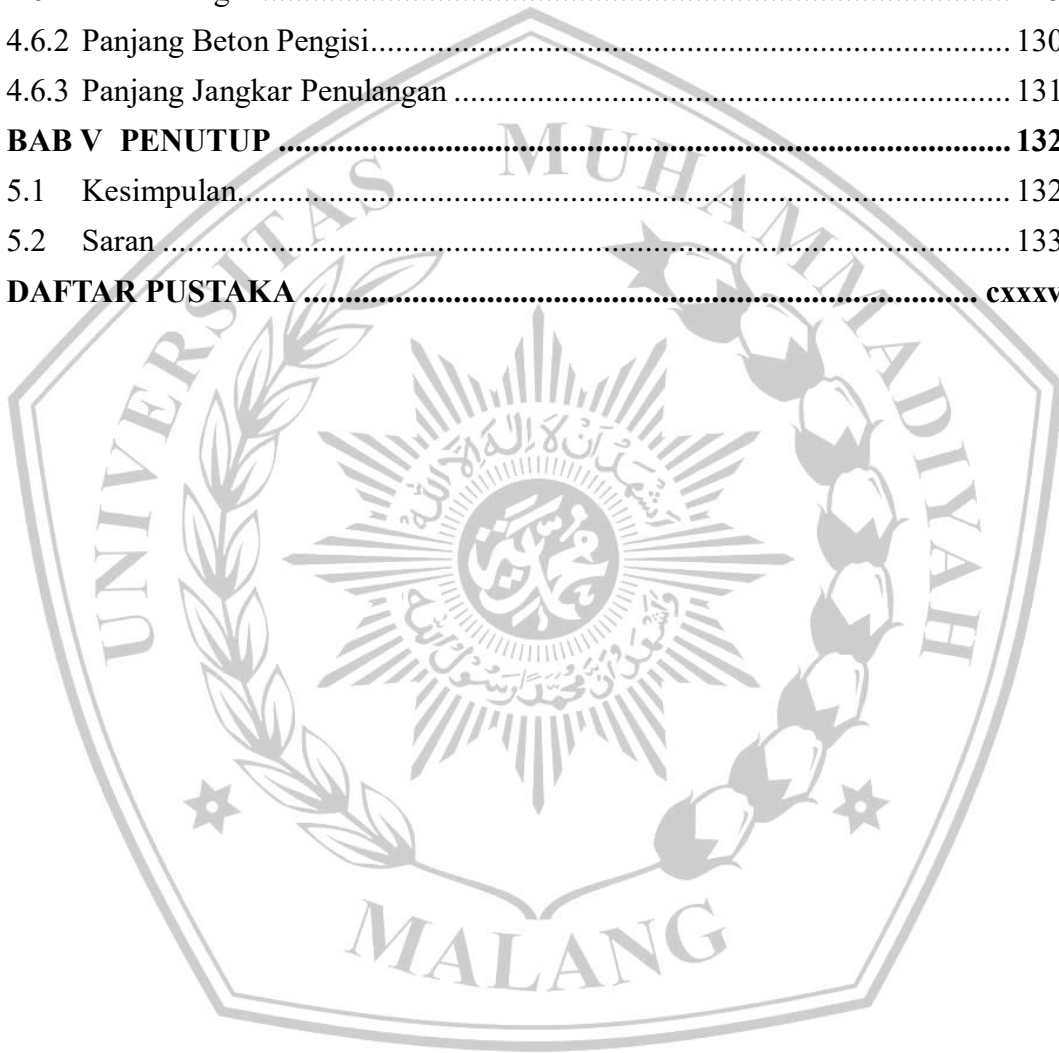 4.6.2 Panjang Beton Pengisi.......................................................................... 130
4.6.3 Panjang Jangkar Penulangan ................................................................ 131
BAB V PENUTUP ........................................................................................ 132
5.1 Kesimpulan............................................................................................. 132
5.2 Saran ...................................................................................................... 133
DAFTAR PUSTAKA ................................................................................ cxxxv
UNIVERSITAS MUHAMMADIYAH
MALANG